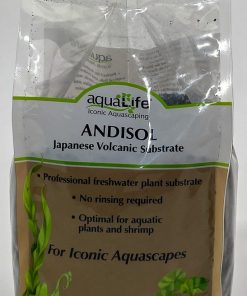 aquaLife
Iconic Aquascaping
ANDISOL
Japanese Volcanic Substrate
• Professional freshwater plant substrate
• No rinsing required
• Optimal for aquatic
plants and shrimp
For Iconic Aquascapes